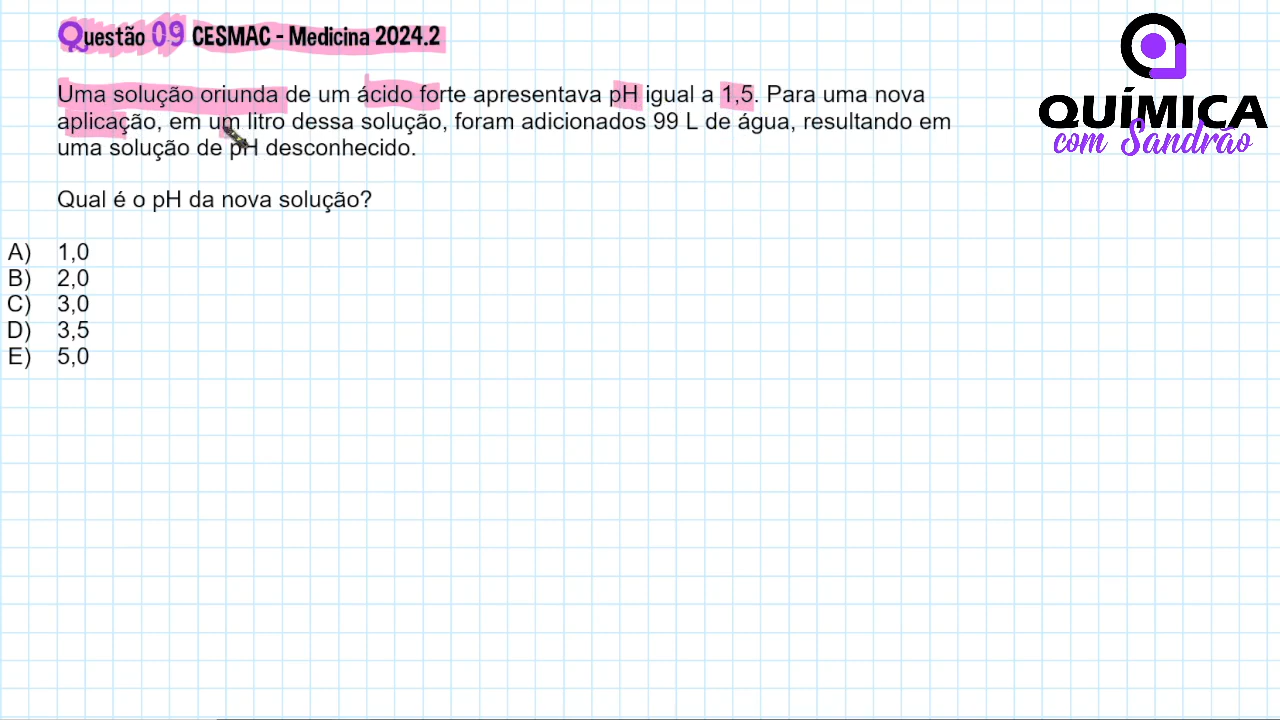 Questão 09 CESMAC - Medicina 2024.2
Uma solução oriunda de um ácido forte apresentava pH igual a 1,5. Para uma nova
aplicação, em um litro dessa solução, foram adicionados 99 L de água, resultando em
uma solução de pH desconhecido.
Qual é o pH da nova solução?
A) 1,0
B) 2,0
C) 3,0
D) 3,5
E) 5,0
QUÍMICA
com Sandrão